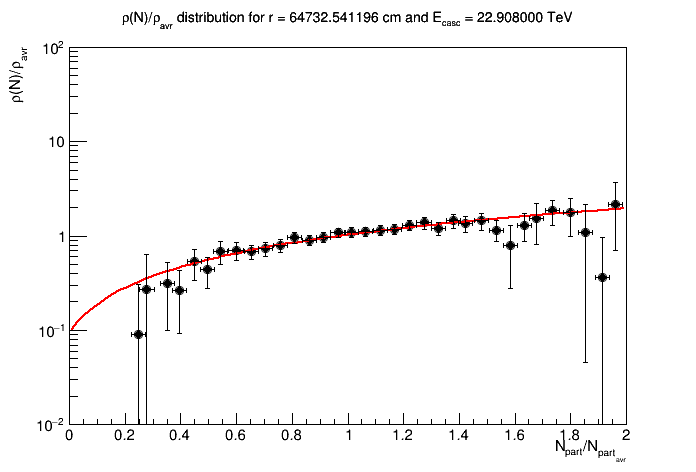 ρ(N)/ρavr distribution for r = 64732.541196 cm and Ecasc = 22.908000 TeV
ρ(N)/ρavr
10²
10
1
10⁻¹
10⁻²
0 0.2 0.4 0.6 0.8 1 1.2 1.4 1.6 1.8 2
Npart/Npartavr